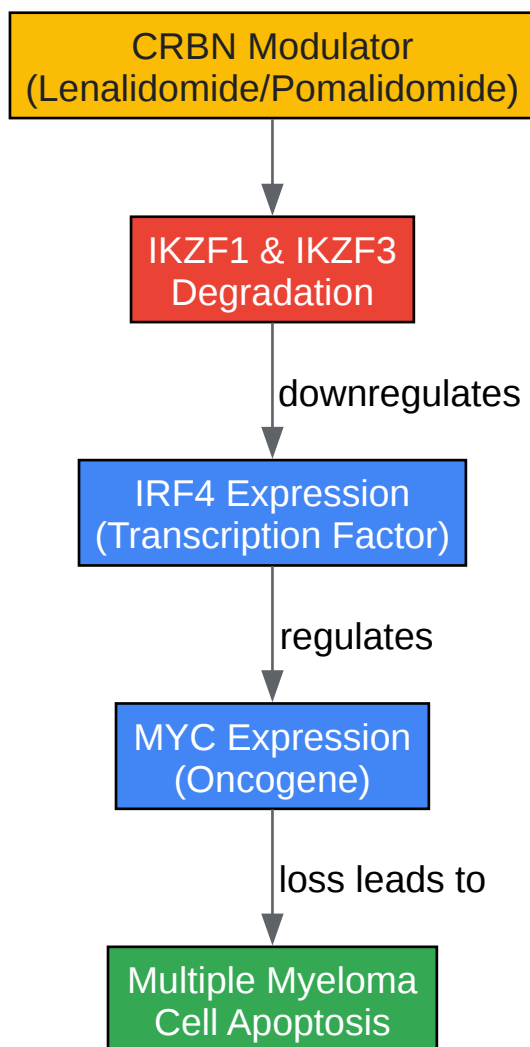 CRBN Modulator
(Lenalidomide/Pomalidomide)
IKZF1 & IKZF3
Degradation
downregulates
IRF4 Expression
(Transcription Factor)
regulates
MYC Expression
(Oncogene)
loss leads to
Multiple Myeloma
Cell Apoptosis